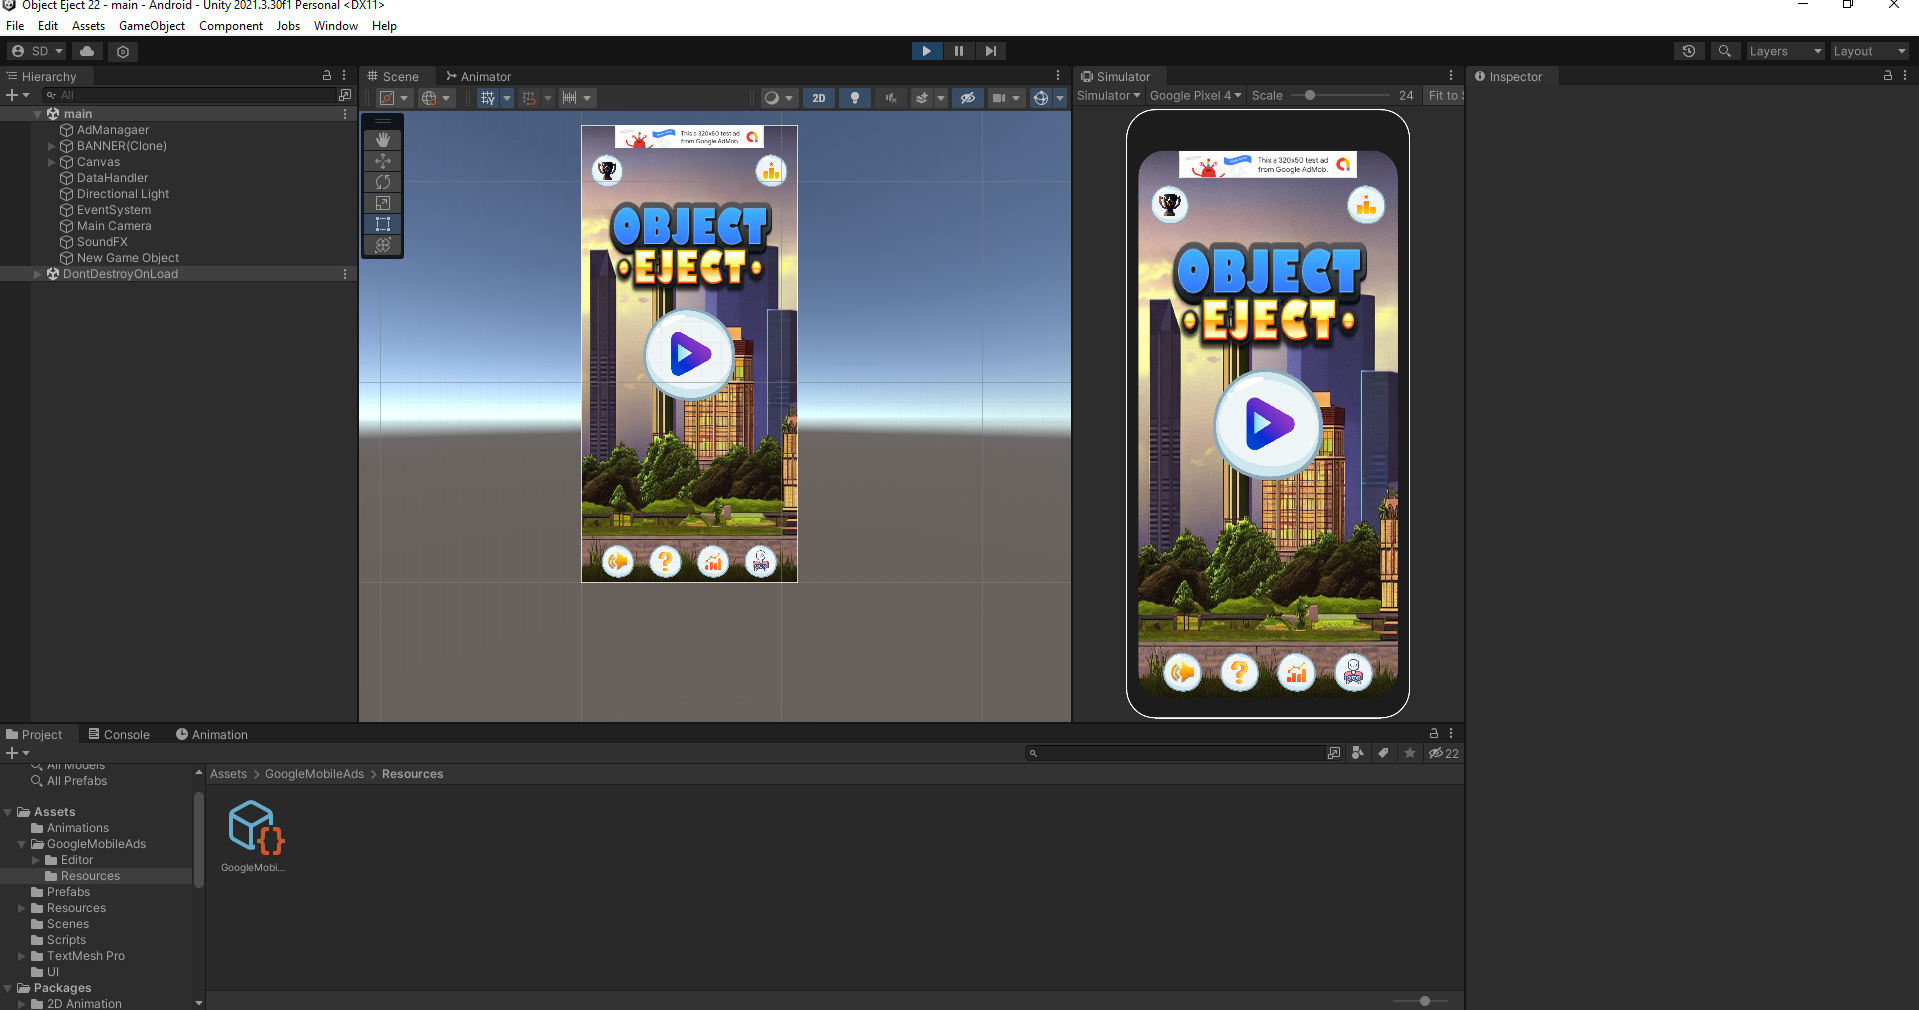 Object Eject 22 - main - Android - Unity 2021.3.30f1 Personal <DX11>
File Edit Assets GameObject Component Jobs Window Help
SD Layers Layout
Hierarchy
All
main
AdManagaer
BANNER(Clone)
Canvas
DataHandler
Directional Light
EventSystem
Main Camera
SoundFX
New Game Object
DontDestroyOnLoad
Scene Animator
2D
This a 320x50 test ad
from Google AdMob.
OBJECT
EJECT
?
Simulator
Simulator Google Pixel 4 Scale 24 Fit to S
This a 320x50 test ad
from Google AdMob.
OBJECT
EJECT
?
Inspector
Project Console Animation
22
All Models
All Prefabs
Assets
Animations
GoogleMobileAds
Editor
Resources
Prefabs
Resources
Scenes
Scripts
TextMesh Pro
UI
Packages
2D Animation
Assets > GoogleMobileAds > Resources
GoogleMobi...